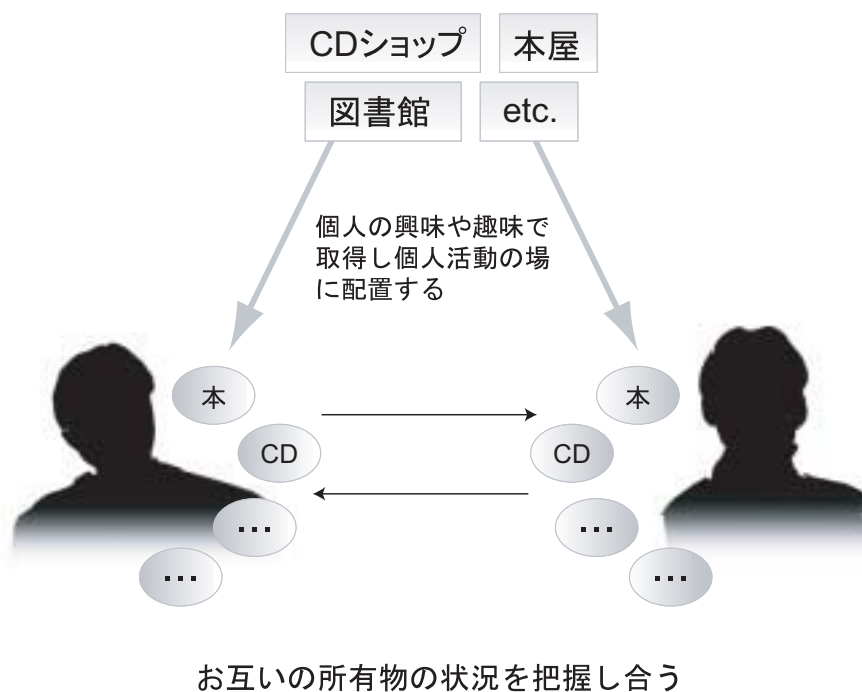 CDショップ 本屋
図書館 etc.
個人の興味や趣味で
取得し個人活動の場
に配置する
本 本
CD CD
... ...
... ...
お互いの所有物の状況を把握し合う